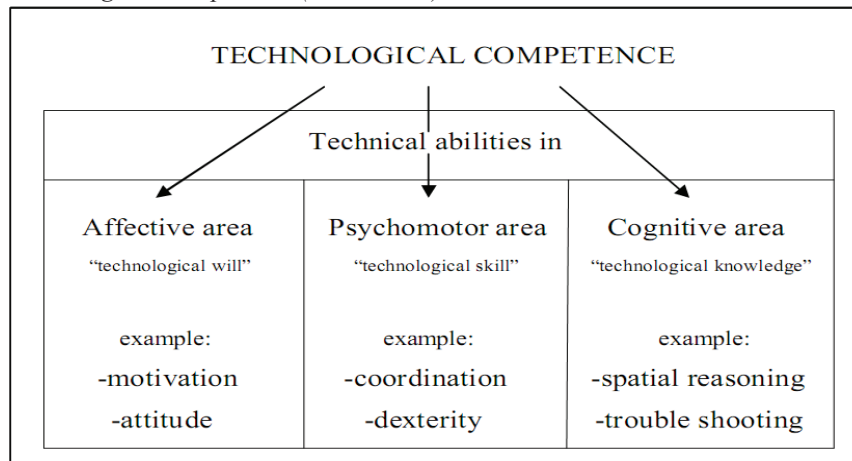 TECHNOLOGICAL COMPETENCE
Technical abilities in
Affective area
"technological will"
example:
-motivation
-attitude
Psychomotor area
"technological skill"
example:
-coordination
-dexterity
Cognitive area
"technological knowledge"
example:
-spatial reasoning
-trouble shooting